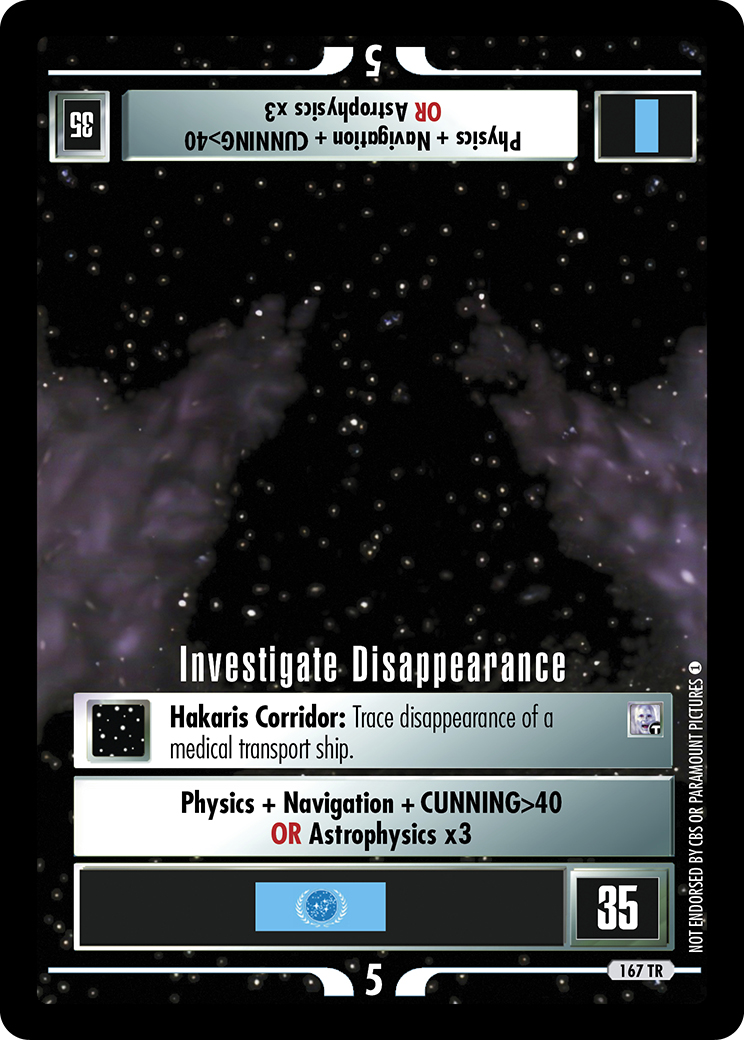 5
35
Physics + Navigation + CUNNING>40
OR Astrophysics x3
Investigate Disappearance
Hakaris Corridor: Trace disappearance of a
medical transport ship.
T
Physics + Navigation + CUNNING>40
OR Astrophysics x3
35
5
167 TR
NOT ENDORSED BY CBS OR PARAMOUNT PICTURES 1